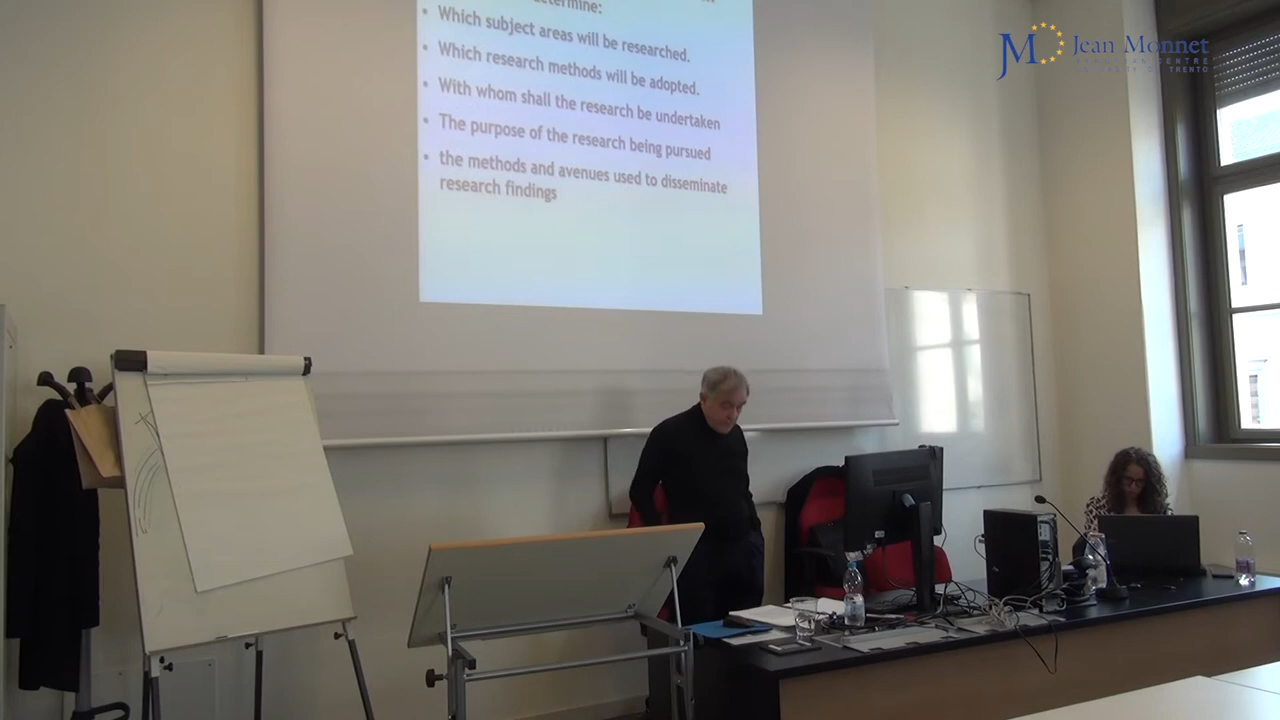 determine:
• Which subject areas will be researched.
• Which research methods will be adopted.
• With whom shall the research be undertaken
• The purpose of the research being pursued
• the methods and avenues used to disseminate
research findings
Jean Monnet